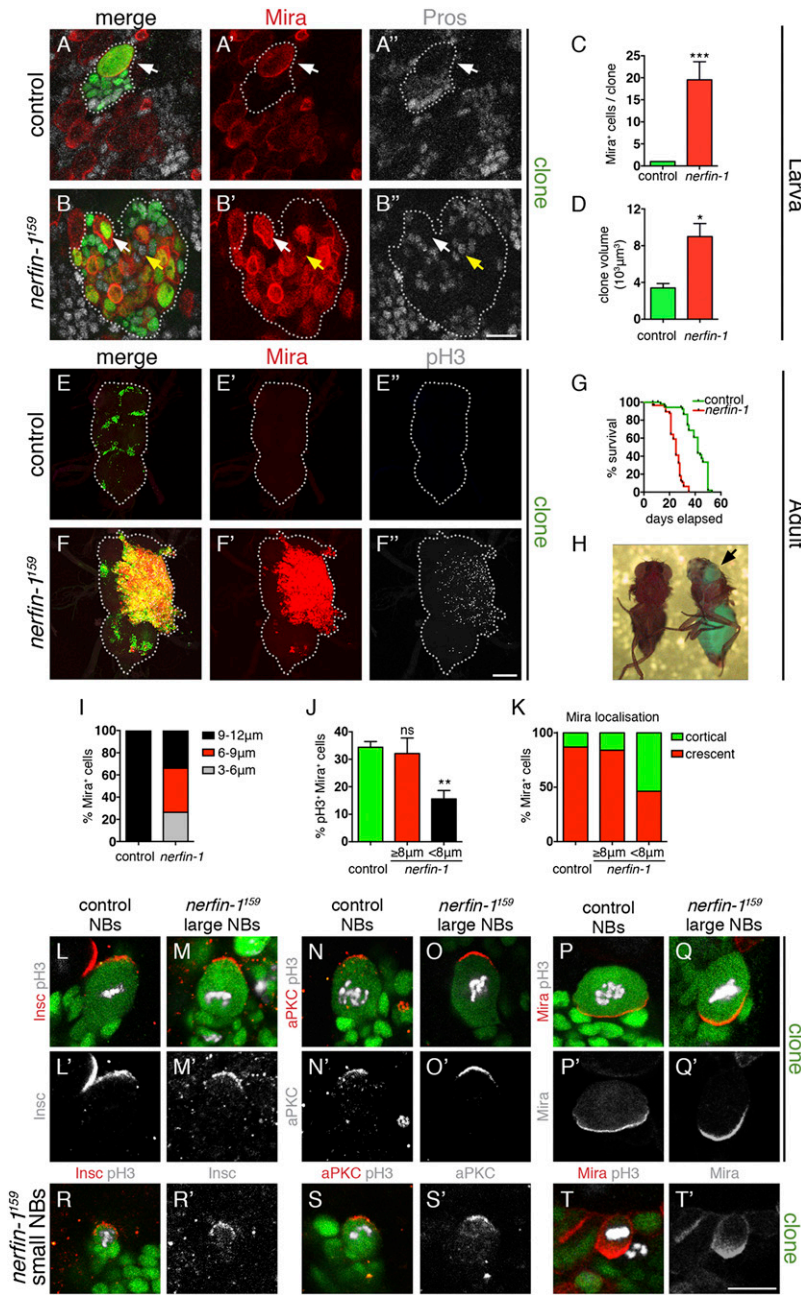 merge Mira Pros
control
A A' A''
nerfin-1¹⁵⁹
B B' B''
clone
C
Mira⁺ cells / clone
25
20
15
10
5
0
***
control nerfin-1
D
clone volume
(10³µm³)
12
8
4
0
*
control nerfin-1
Larva
merge Mira pH3
control
E E' E''
nerfin-1¹⁵⁹
F F' F''
clone
G
control
nerfin-1
% survival
100
80
60
40
20
0
0 20 40 60
days elapsed
H
Adult
I
% Mira⁺ cells
100
80
60
40
20
0
control nerfin-1
9-12µm
6-9µm
3-6µm
J
% pH3⁺ Mira⁺ cells
40
30
20
10
0
ns
**
control ≥8µm <8µm
nerfin-1
K
Mira localisation
% Mira⁺ cells
100
50
0
cortical
crescent
control ≥8µm <8µm
nerfin-1
control NBs
nerfin-1¹⁵⁹ large NBs
control NBs
nerfin-1¹⁵⁹ large NBs
control NBs
nerfin-1¹⁵⁹ large NBs
Insc pH3
L M
aPKC pH3
N O
Mira pH3
P Q
Insc
L' M'
aPKC
N' O'
Mira
P' Q'
clone
Insc pH3 Insc aPKC pH3 aPKC Mira pH3 Mira
nerfin-1¹⁵⁹
small NBs
R R' S S' T T'
clone